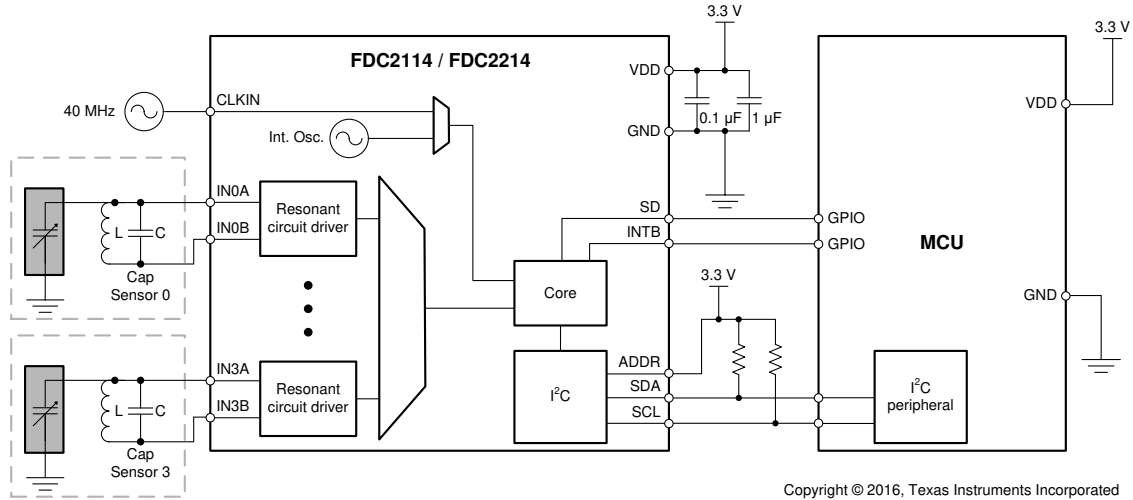 3.3 V
3.3 V
FDC2114 / FDC2214
VDD
CLKIN
40 MHz
VDD
0.1 µF
1 µF
Int. Osc.
GND
IN0A
Resonant
circuit driver
SD
GPIO
L
C
IN0B
INTB
GPIO
MCU
Cap
Sensor 0
3.3 V
Core
GND
IN3A
Resonant
circuit driver
ADDR
SDA
I²C
I²C
peripheral
L
C
IN3B
SCL
Cap
Sensor 3
Copyright © 2016, Texas Instruments Incorporated